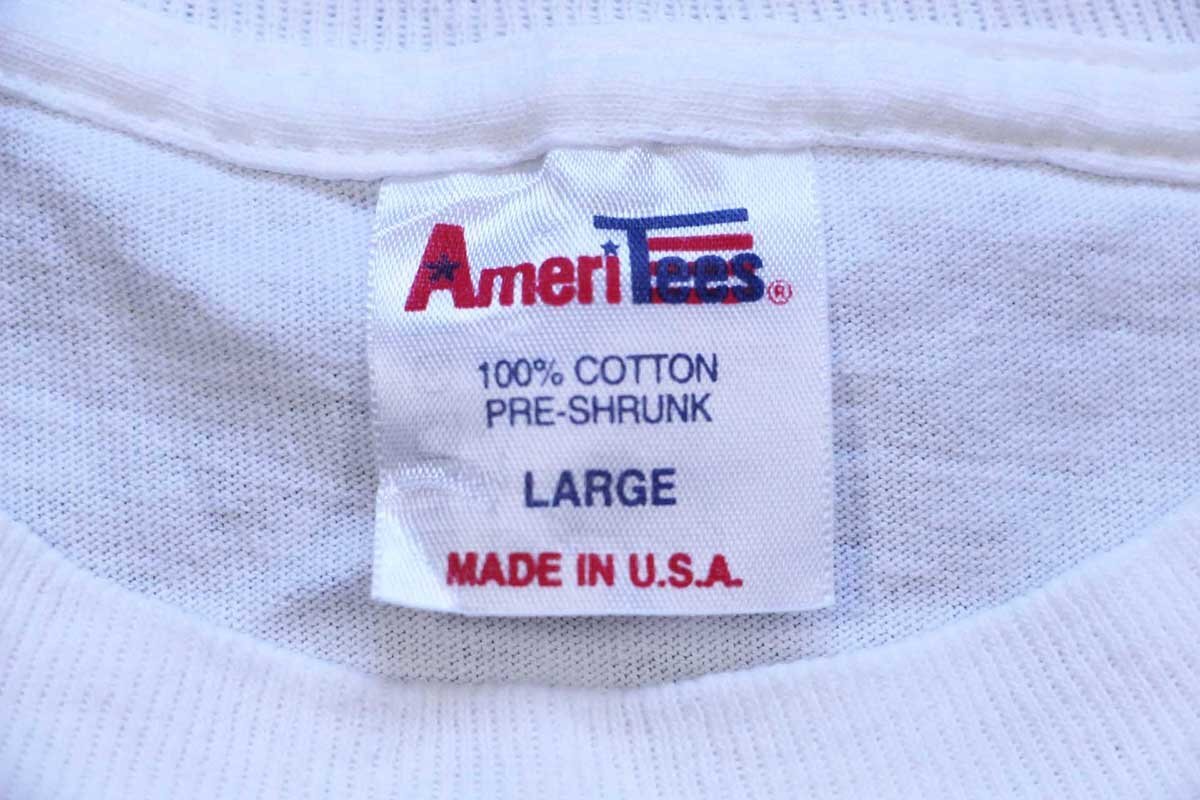 AmeriTees®
100% COTTON
PRE-SHRUNK
LARGE
MADE IN U.S.A.